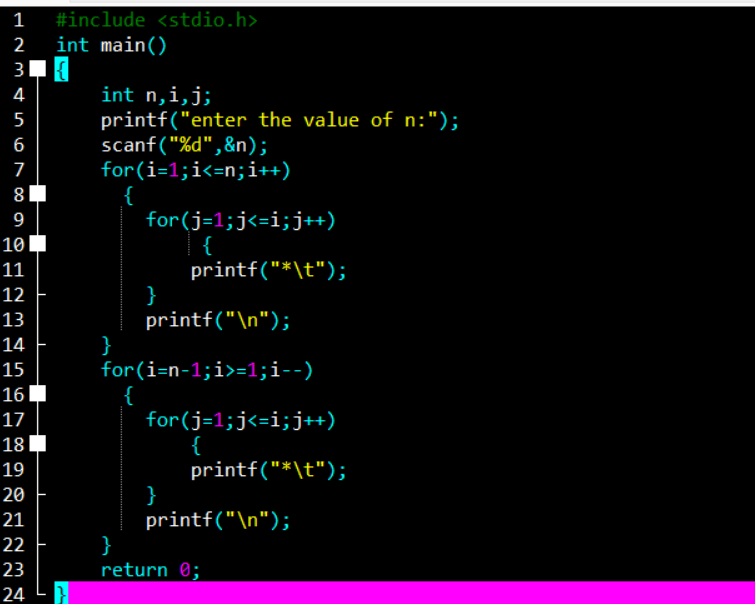 1 #include <stdio.h>
2 int main()
3 {
4     int n,i,j;
5     printf("enter the value of n:");
6     scanf("%d",&n);
7     for(i=1;i<=n;i++)
8       {
9         for(j=1;j<=i;j++)
10              {
11             printf("*\t");
12         }
13         printf("\n");
14     }
15     for(i=n-1;i>=1;i--)
16       {
17         for(j=1;j<=i;j++)
18             {
19             printf("*\t");
20         }
21         printf("\n");
22     }
23     return 0;
24 }